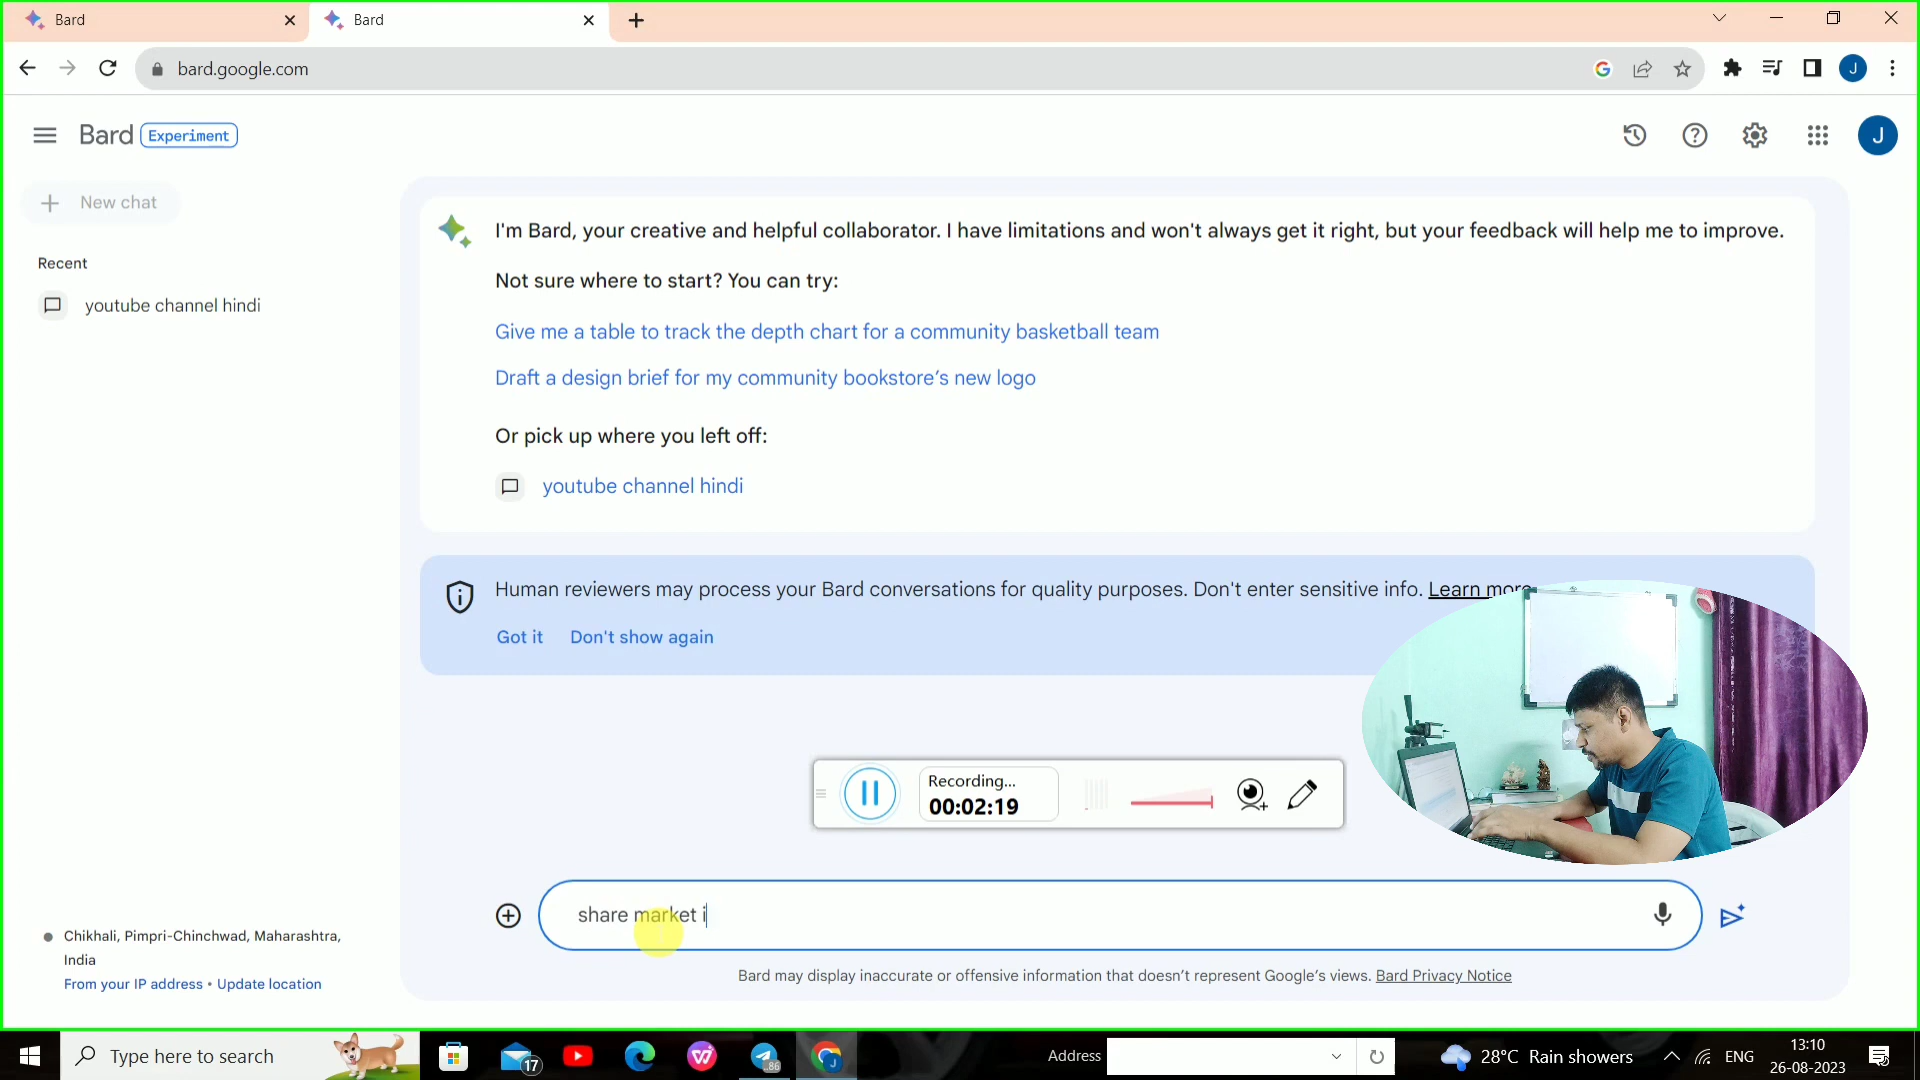 Bard
Bard
bard.google.com
J
Bard Experiment
J
New chat
Recent
youtube channel hindi
I'm Bard, your creative and helpful collaborator. I have limitations and won't always get it right, but your feedback will help me to improve.
Not sure where to start? You can try:
Give me a table to track the depth chart for a community basketball team
Draft a design brief for my community bookstore’s new logo
Or pick up where you left off:
youtube channel hindi
Human reviewers may process your Bard conversations for quality purposes. Don't enter sensitive info. Learn more
Got it Don't show again
Recording...
00:02:19
share market i
Bard may display inaccurate or offensive information that doesn’t represent Google’s views. Bard Privacy Notice
Chikhali, Pimpri-Chinchwad, Maharashtra,
India
From your IP address • Update location
Type here to search
17
86
J
Address
28°C Rain showers
ENG
13:10
26-08-2023